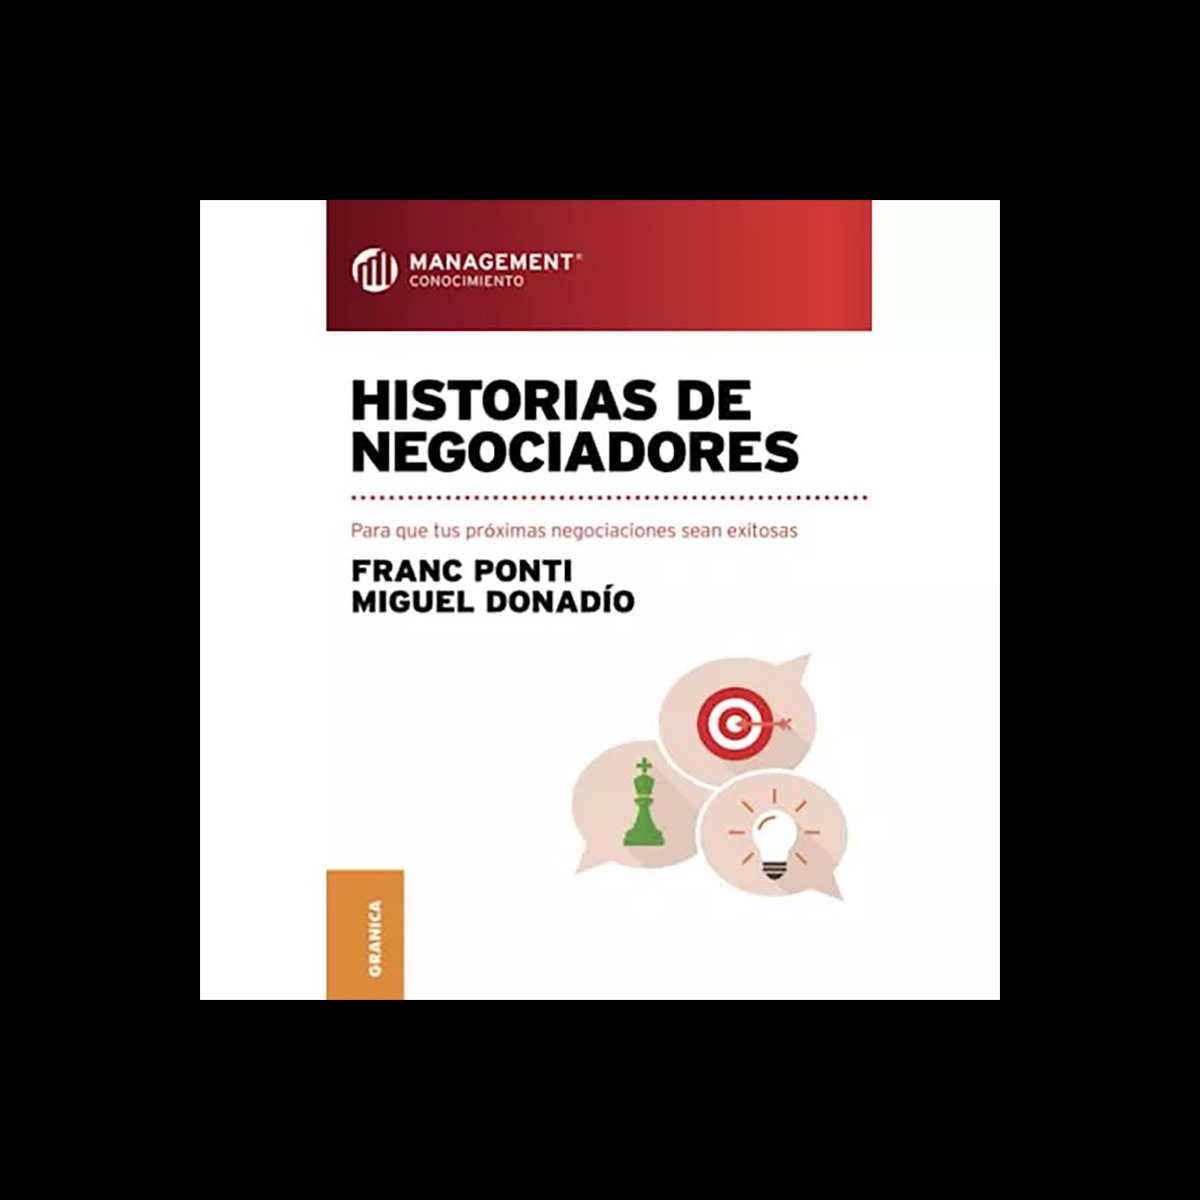 MANAGEMENT®
CONOCIMIENTO
HISTORIAS DE
NEGOCIADORES
Para que tus próximas negociaciones sean exitosas
FRANC PONTI
MIGUEL DONADÍO
GRANICA